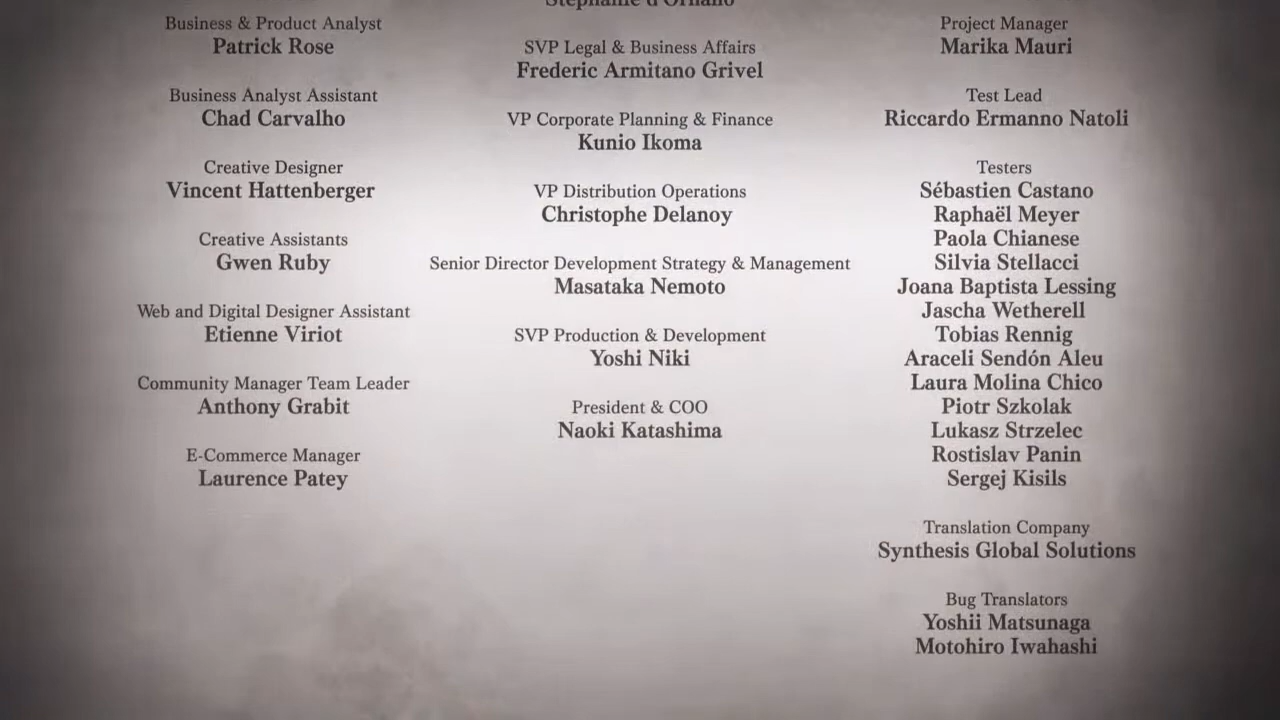 Business & Product Analyst
Patrick Rose
Business Analyst Assistant
Chad Carvalho
Creative Designer
Vincent Hattenberger
Creative Assistants
Gwen Ruby
Web and Digital Designer Assistant
Etienne Viriot
Community Manager Team Leader
Anthony Grabit
E-Commerce Manager
Laurence Patey
Stephanie d'Ornano
SVP Legal & Business Affairs
Frederic Armitano Grivel
VP Corporate Planning & Finance
Kunio Ikoma
VP Distribution Operations
Christophe Delanoy
Senior Director Development Strategy & Management
Masataka Nemoto
SVP Production & Development
Yoshi Niki
President & COO
Naoki Katashima
Project Manager
Marika Mauri
Test Lead
Riccardo Ermanno Natoli
Testers
Sébastien Castano
Raphaël Meyer
Paola Chianese
Silvia Stellacci
Joana Baptista Lessing
Jascha Wetherell
Tobias Rennig
Araceli Sendón Aleu
Laura Molina Chico
Piotr Szkolak
Lukasz Strzelec
Rostislav Panin
Sergej Kisils
Translation Company
Synthesis Global Solutions
Bug Translators
Yoshii Matsunaga
Motohiro Iwahashi